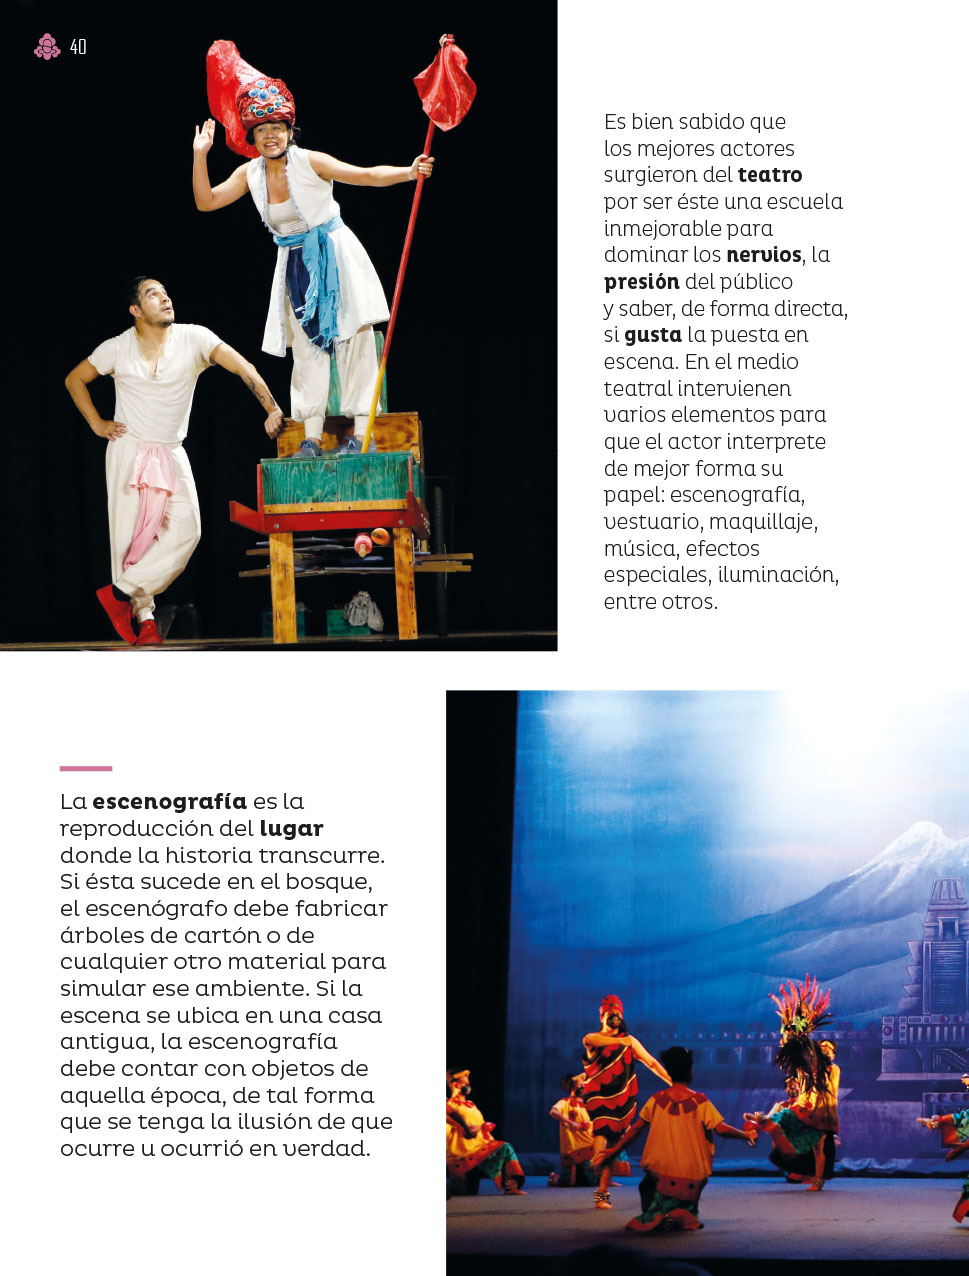 40
Es bien sabido que
los mejores actores
surgieron del teatro
por ser éste una escuela
inmejorable para
dominar los nervios, la
presión del público
y saber, de forma directa,
si gusta la puesta en
escena. En el medio
teatral intervienen
varios elementos para
que el actor interprete
de mejor forma su
papel: escenografía,
vestuario, maquillaje,
música, efectos
especiales, iluminación,
entre otros.
La escenografía es la
reproducción del lugar
donde la historia transcurre.
Si ésta sucede en el bosque,
el escenógrafo debe fabricar
árboles de cartón o de
cualquier otro material para
simular ese ambiente. Si la
escena se ubica en una casa
antigua, la escenografía
debe contar con objetos de
aquella época, de tal forma
que se tenga la ilusión de que
ocurre u ocurrió en verdad.